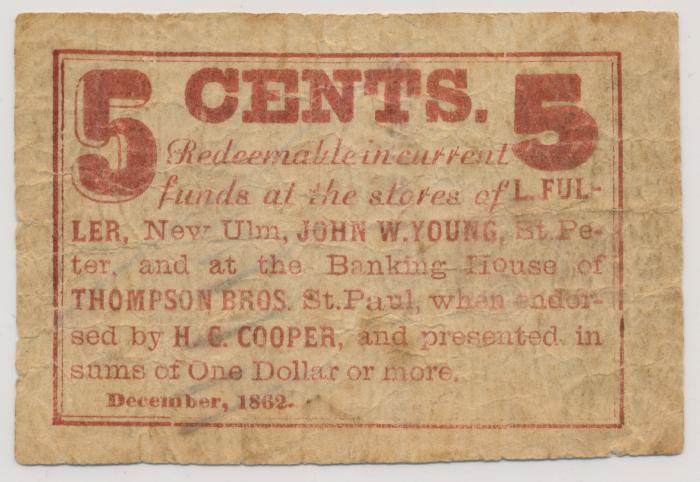 5 CENTS. 5
Redeemable in current
funds at the stores of L. FUL-
LER, New Ulm, JOHN W. YOUNG, St. Pe-
ter, and at the Banking House of
THOMPSON BROS. St. Paul, when endor-
sed by H. C. COOPER, and presented in
sums of One Dollar or more.
December, 1862.